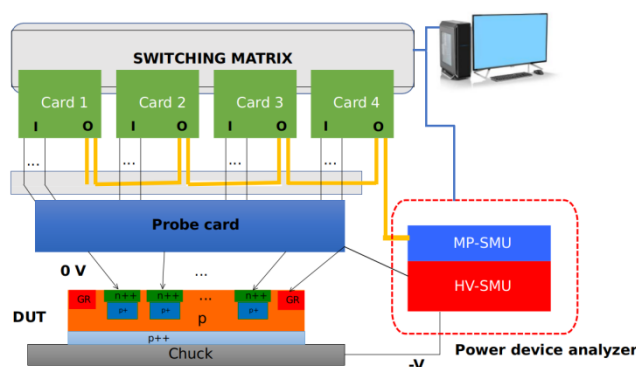 SWITCHING MATRIX
Card 1
Card 2
Card 3
Card 4
I
O
I
O
I
O
I
O
...
...
...
...
Probe card
MP-SMU
HV-SMU
0 V
...
DUT
GR
n++
n++
...
n++
GR
p+
p+
p+
p
p++
Chuck
-V
Power device analyzer